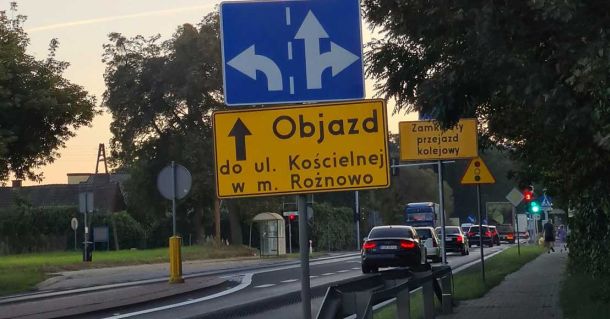 Objazd
do ul. Kościelnej
w m. Rożnowo
Zamknięty
przejazd
kolejowy